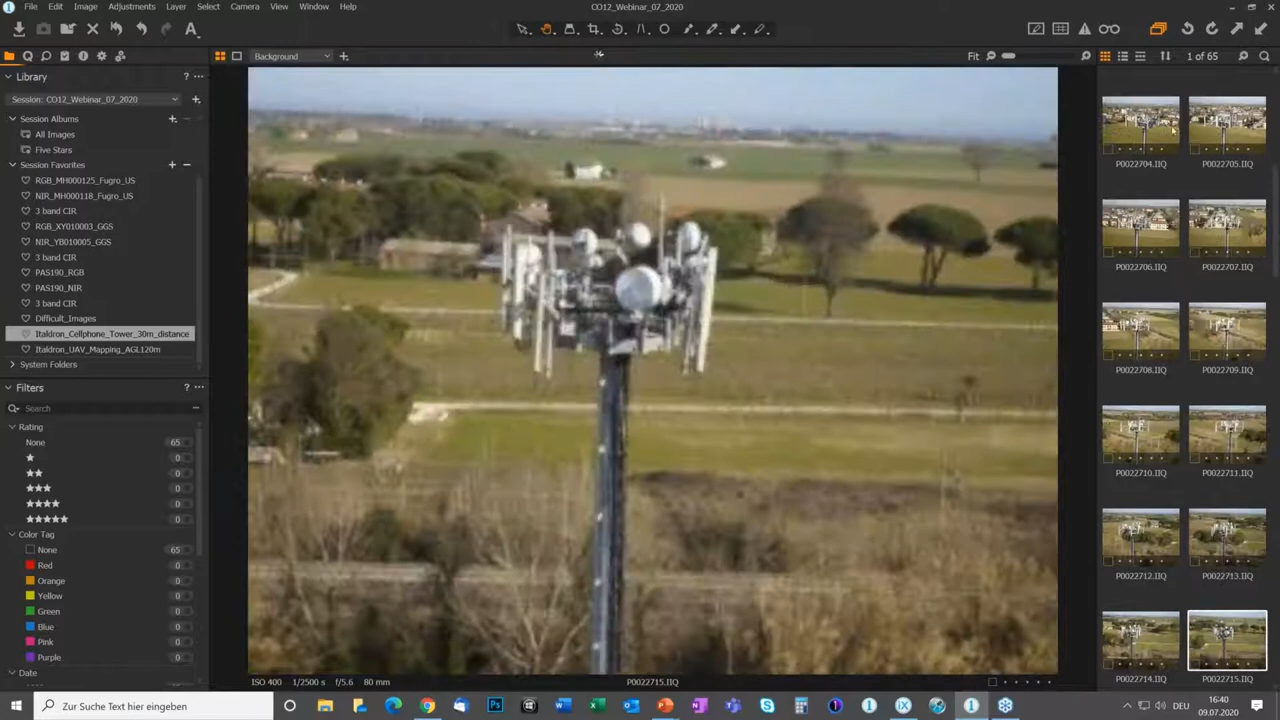 File Edit Image Adjustments Layer Select Camera View Window Help
CO12_Webinar_07_2020
Background
Fit
1 of 65
Library
Session: CO12_Webinar_07_2020
Session Albums
All Images
Five Stars
Session Favorites
RGB_MH000125_Fugro_US
NIR_MH000118_Fugro_US
3 band CIR
RGB_XY010003_GGS
NIR_YB010005_GGS
3 band CIR
PAS190_RGB
PAS190_NIR
3 band CIR
Difficult_Images
Italdron_Cellphone_Tower_30m_distance
Italdron_UAV_Mapping_AGL120m
System Folders
Filters
Search
Rating
None 65
0
0
0
0
0
Color Tag
None 65
Red 0
Orange 0
Yellow 0
Green 0
Blue 0
Pink 0
Purple 0
Date
P0022704.IIQ P0022705.IIQ
P0022706.IIQ P0022707.IIQ
P0022708.IIQ P0022709.IIQ
P0022710.IIQ P0022711.IIQ
P0022712.IIQ P0022713.IIQ
P0022714.IIQ P0022715.IIQ
ISO 400 1/2500 s f/5,6 80 mm
P0022715.IIQ
Zur Suche Text hier eingeben
DEU
16:40
09.07.2020